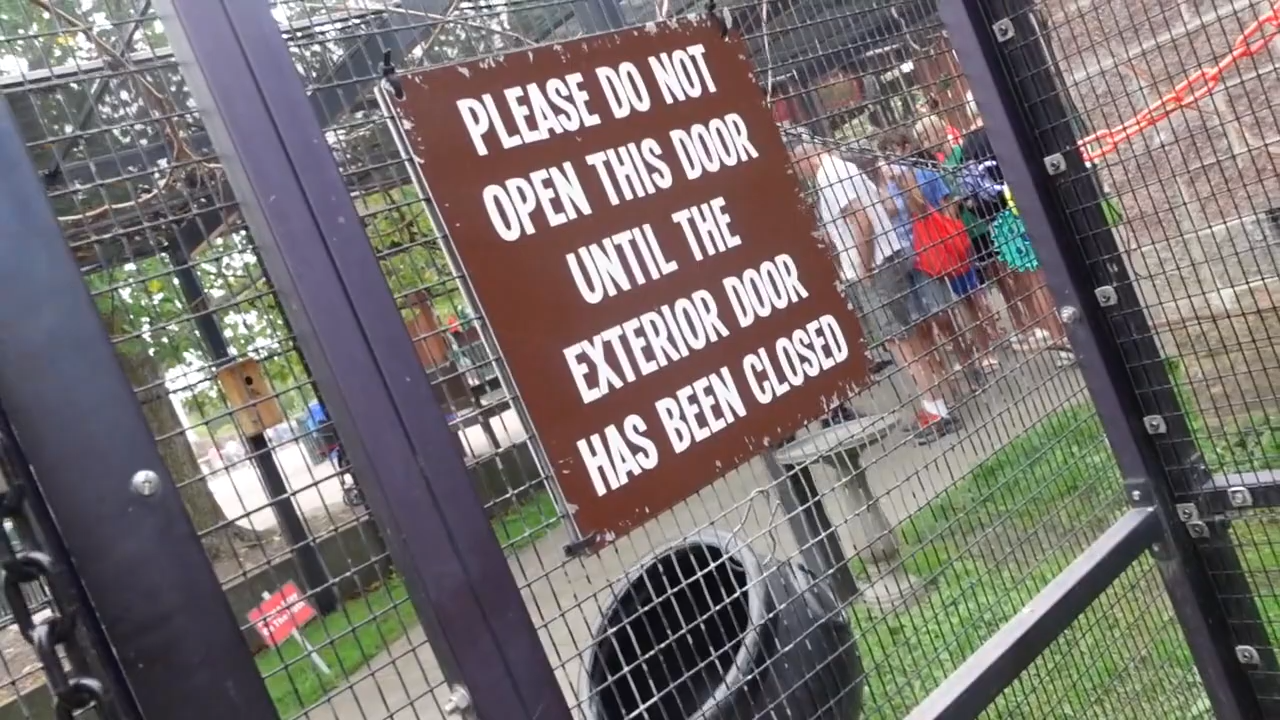 PLEASE DO NOT
OPEN THIS DOOR
UNTIL THE
EXTERIOR DOOR
HAS BEEN CLOSED